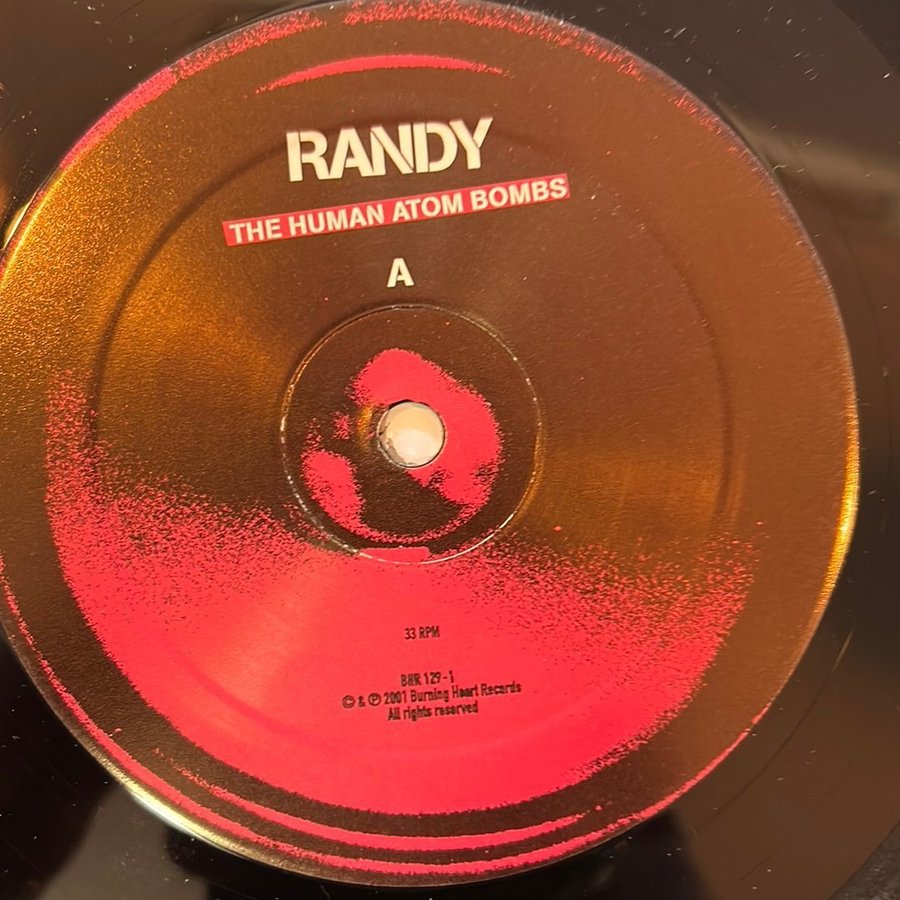 RANDY
THE HUMAN ATOM BOMBS
A
33 RPM
BHR 129-1
© & ℗ 2001 Burning Heart Records
All rights reserved